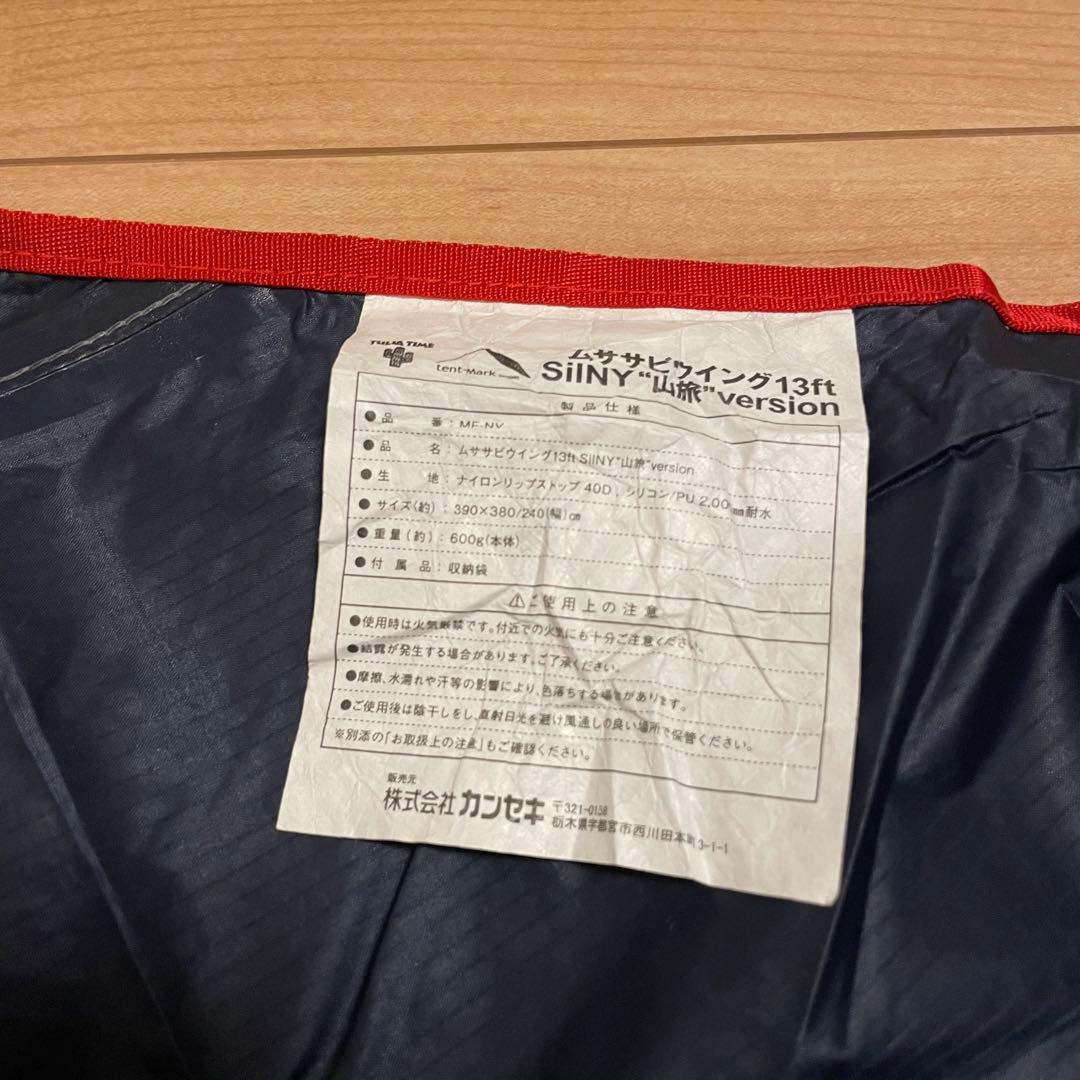 TULIA TIME
tent-Mark
ムササビウイング13ft
SilNY “山旅”version
製品仕様
●品　番：MF-NY
●品　名：ムササビウイング13ft SilNY“山旅”version
●生　地：ナイロンリップストップ 40D，シリコン/PU 2,00 ㎜耐水
●サイズ(約)：390×380/240(幅)㎝
●重量(約)：600g(本体)
●付属品：収納袋
⚠ご使用上の注意
●使用時は火気厳禁です。付近での火気にも十分ご注意ください。
●結露が発生する場合があります。ご了承ください。
●摩擦、水濡れや汗等の影響により、色落ちする場合があります。
●ご使用後は陰干しをし、直射日光を避け風通しの良い場所で保管ください。
※別添の「お取扱上の注意」もご確認ください。
販売元
株式会社 カンセキ 〒321-0158
栃木県宇都宮市西川田本町3-1-1